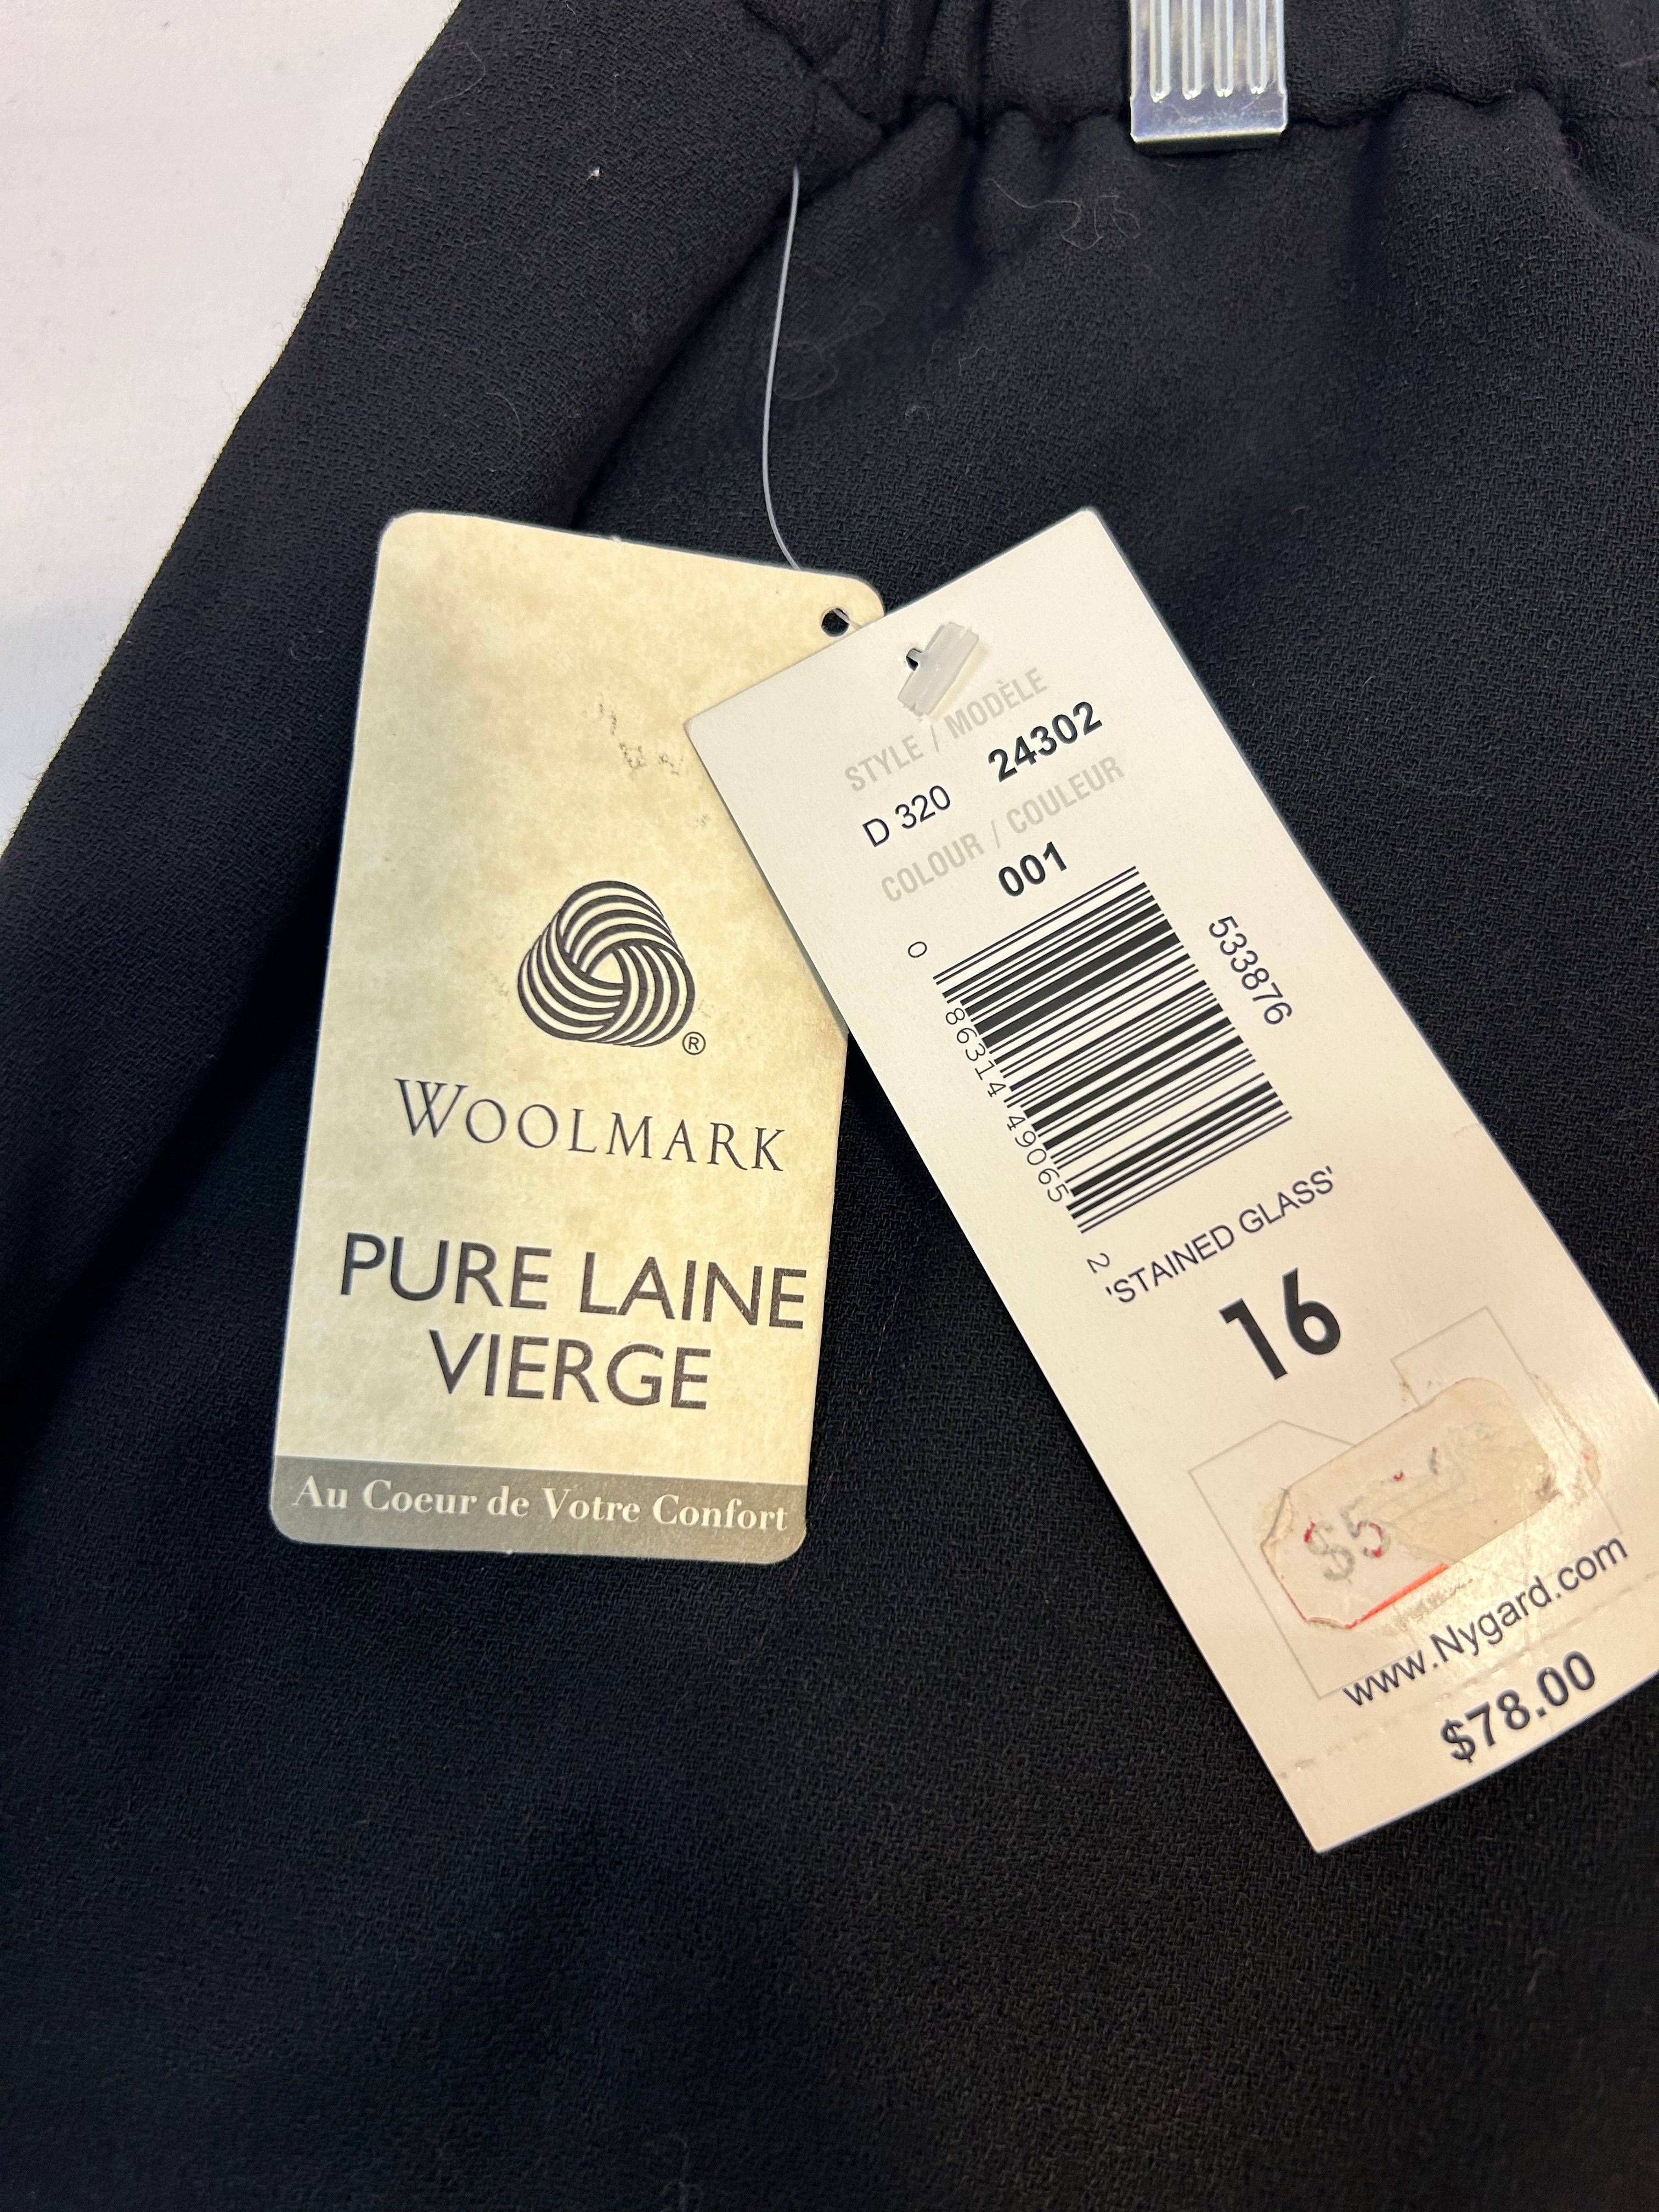 ®
WOOLMARK
PURE LAINE
VIERGE
Au Coeur de Votre Confort
STYLE / MODÈLE
D 320 24302
COLOUR / COULEUR
001
533876
0 86314 49065 2
'STAINED GLASS'
16
$5
www.Nygard.com
$78.00